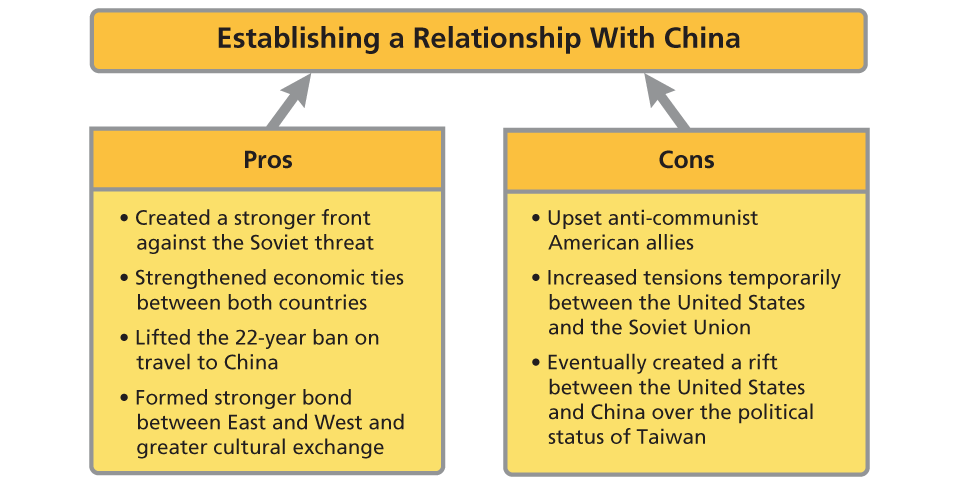 Establishing a Relationship With China
Pros
• Created a stronger front
against the Soviet threat
• Strengthened economic ties
between both countries
• Lifted the 22-year ban on
travel to China
• Formed stronger bond
between East and West and
greater cultural exchange
Cons
• Upset anti-communist
American allies
• Increased tensions temporarily
between the United States
and the Soviet Union
• Eventually created a rift
between the United States
and China over the political
status of Taiwan